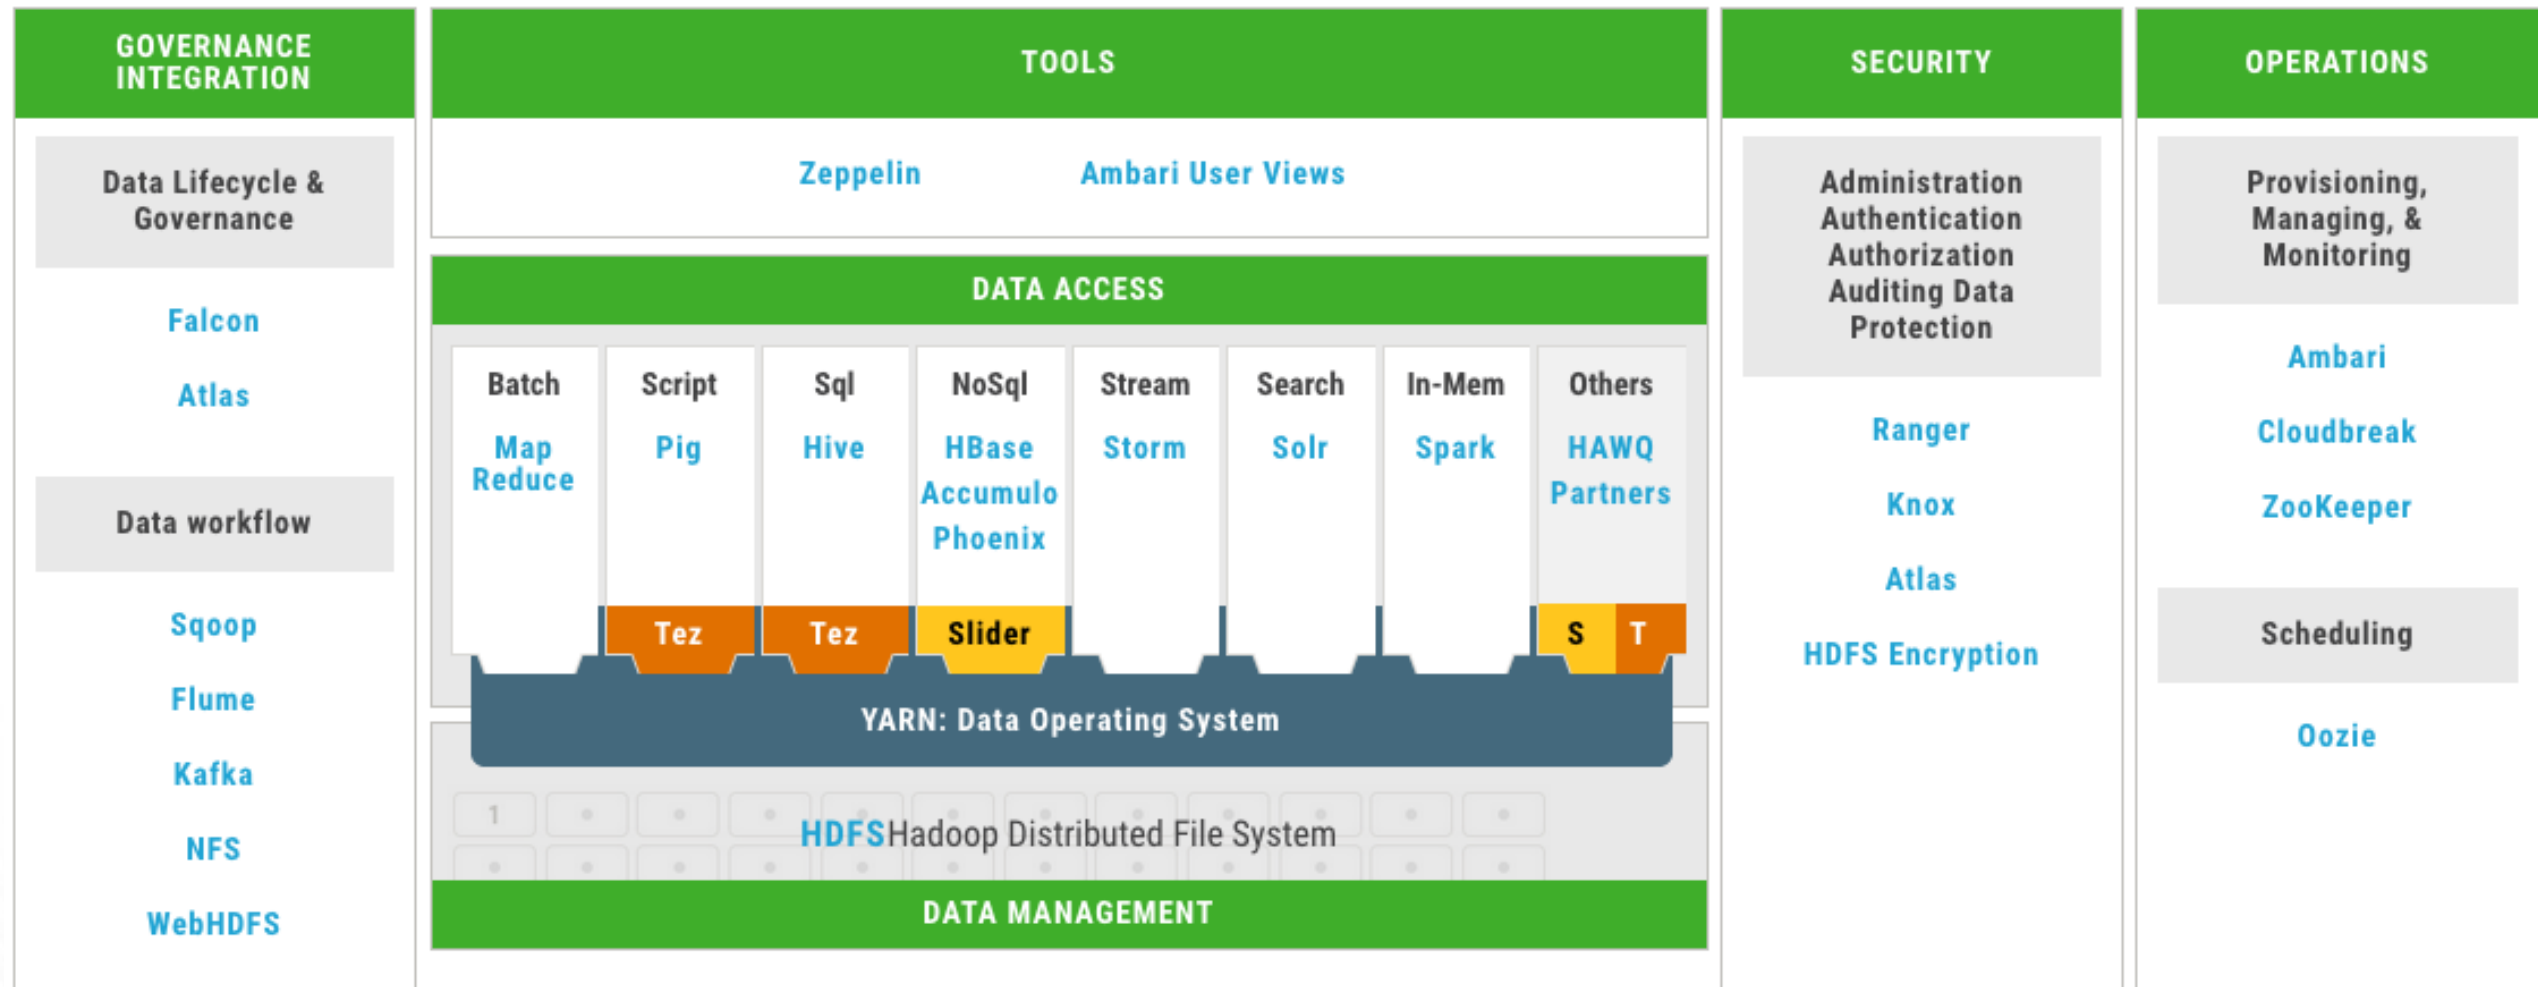 GOVERNANCE
INTEGRATION
Data Lifecycle &
Governance
Falcon
Atlas
Data workflow
Sqoop
Flume
Kafka
NFS
WebHDFS
TOOLS
Zeppelin
Ambari User Views
DATA ACCESS
Batch
Map
Reduce
Script
Pig
Tez
Sql
Hive
Tez
NoSql
HBase
Accumulo
Phoenix
Slider
Stream
Storm
Search
Solr
In-Mem
Spark
Others
HAWQ
Partners
S
T
YARN: Data Operating System
1
HDFSHadoop Distributed File System
DATA MANAGEMENT
SECURITY
Administration
Authentication
Authorization
Auditing Data
Protection
Ranger
Knox
Atlas
HDFS Encryption
OPERATIONS
Provisioning,
Managing, &
Monitoring
Ambari
Cloudbreak
ZooKeeper
Scheduling
Oozie